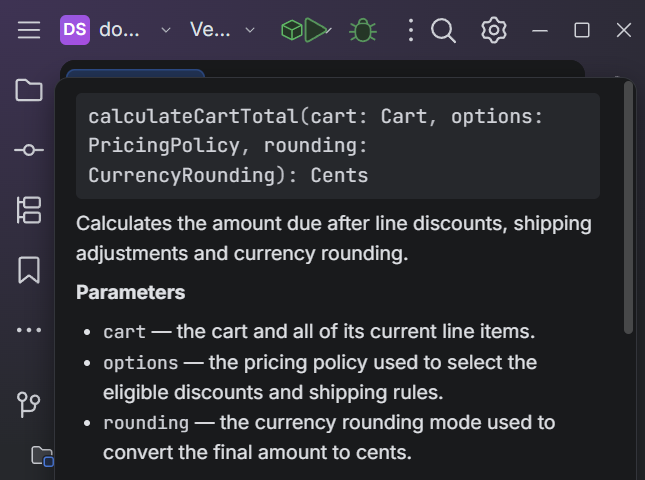 DS do... Ve...
calculateCartTotal(cart: Cart, options:
PricingPolicy, rounding:
CurrencyRounding): Cents
Calculates the amount due after line discounts, shipping
adjustments and currency rounding.
Parameters
• cart — the cart and all of its current line items.
• options — the pricing policy used to select the
eligible discounts and shipping rules.
• rounding — the currency rounding mode used to
convert the final amount to cents.